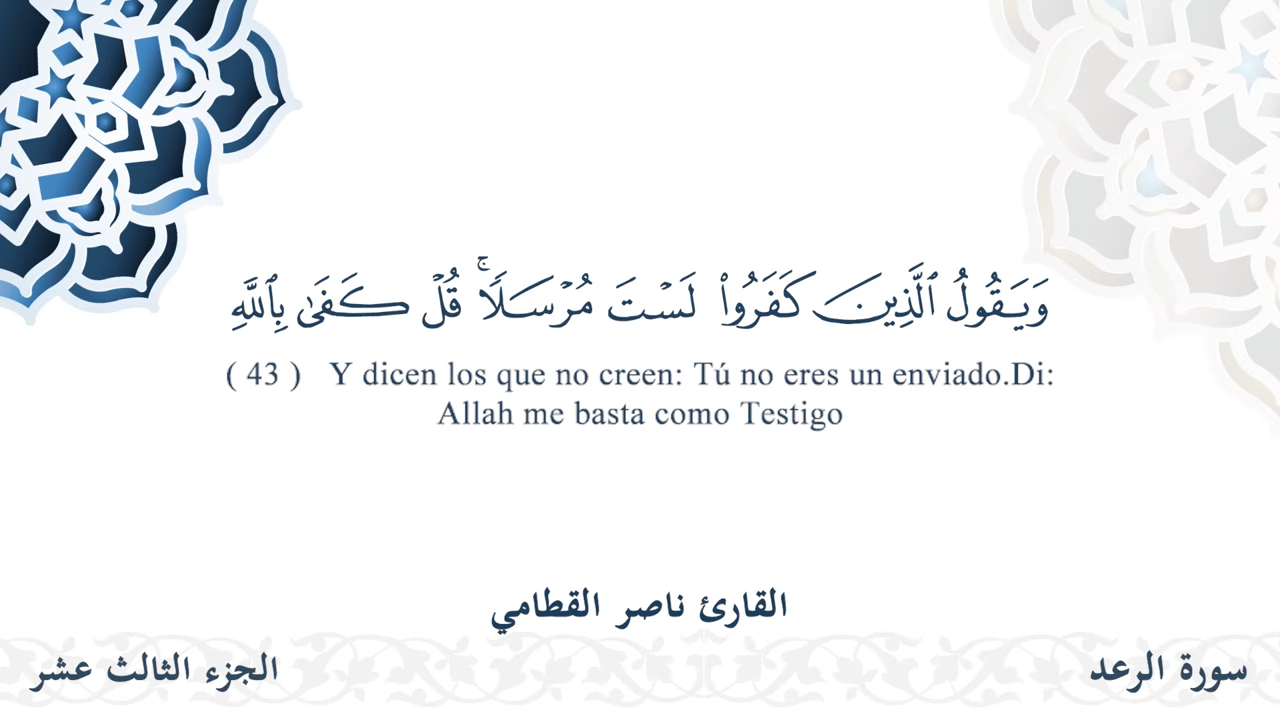 وَيَقُولُ ٱلَّذِينَ كَفَرُوا۟ لَسْتَ مُرْسَلًا ۚ قُلْ كَفَىٰ بِٱللَّهِ
( 43 ) Y dicen los que no creen: Tú no eres un enviado.Di:
Allah me basta como Testigo
القارئ ناصر القطامي
سورة الرعد
الجزء الثالث عشر